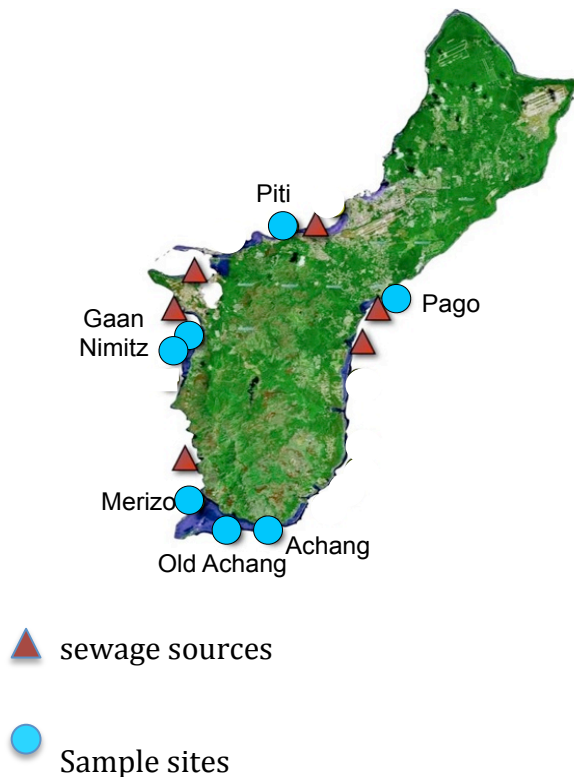 Piti
Pago
Gaan
Nimitz
Merizo
Achang
Old Achang
sewage sources
Sample sites